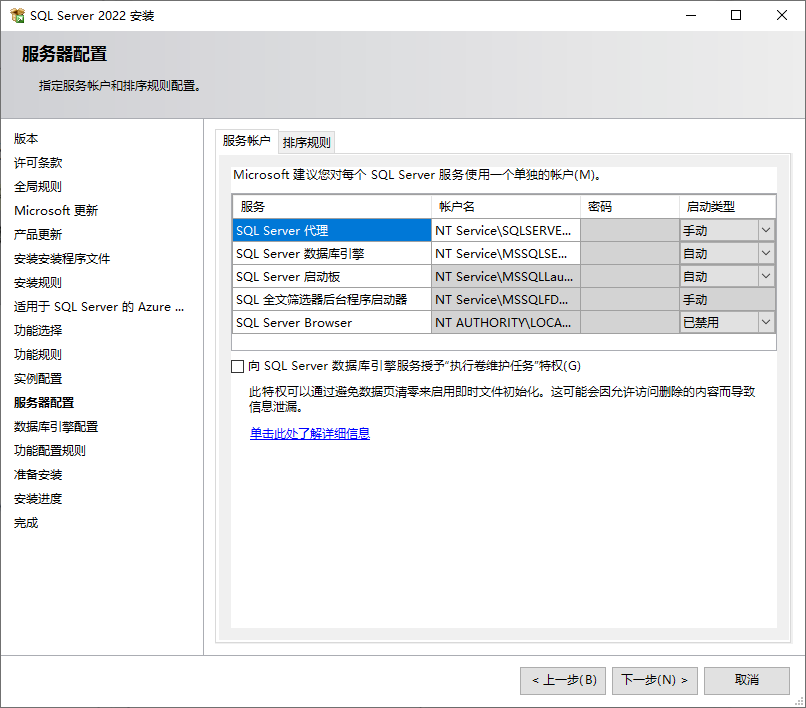 SQL Server 2022 安装
服务器配置
指定服务帐户和排序规则配置。
版本
许可条款
全局规则
Microsoft 更新
产品更新
安装安装程序文件
安装规则
适用于 SQL Server 的 Azure ...
功能选择
功能规则
实例配置
服务器配置
数据库引擎配置
功能配置规则
准备安装
安装进度
完成
服务帐户 排序规则
Microsoft 建议您对每个 SQL Server 服务使用一个单独的帐户(M)。
服务 帐户名 密码 启动类型
SQL Server 代理 NT Service\SQLSERVE... 手动
SQL Server 数据库引擎 NT Service\MSSQLSE... 自动
SQL Server 启动板 NT Service\MSSQLLau... 自动
SQL 全文筛选器后台程序启动器 NT Service\MSSQLFD... 手动
SQL Server Browser NT AUTHORITY\LOCA... 已禁用
向 SQL Server 数据库引擎服务授予“执行卷维护任务”特权(G)
此特权可以通过避免数据页清零来启用即时文件初始化。这可能会因允许访问删除的内容而导致
信息泄漏。
单击此处了解详细信息
< 上一步(B) 下一步(N) > 取消